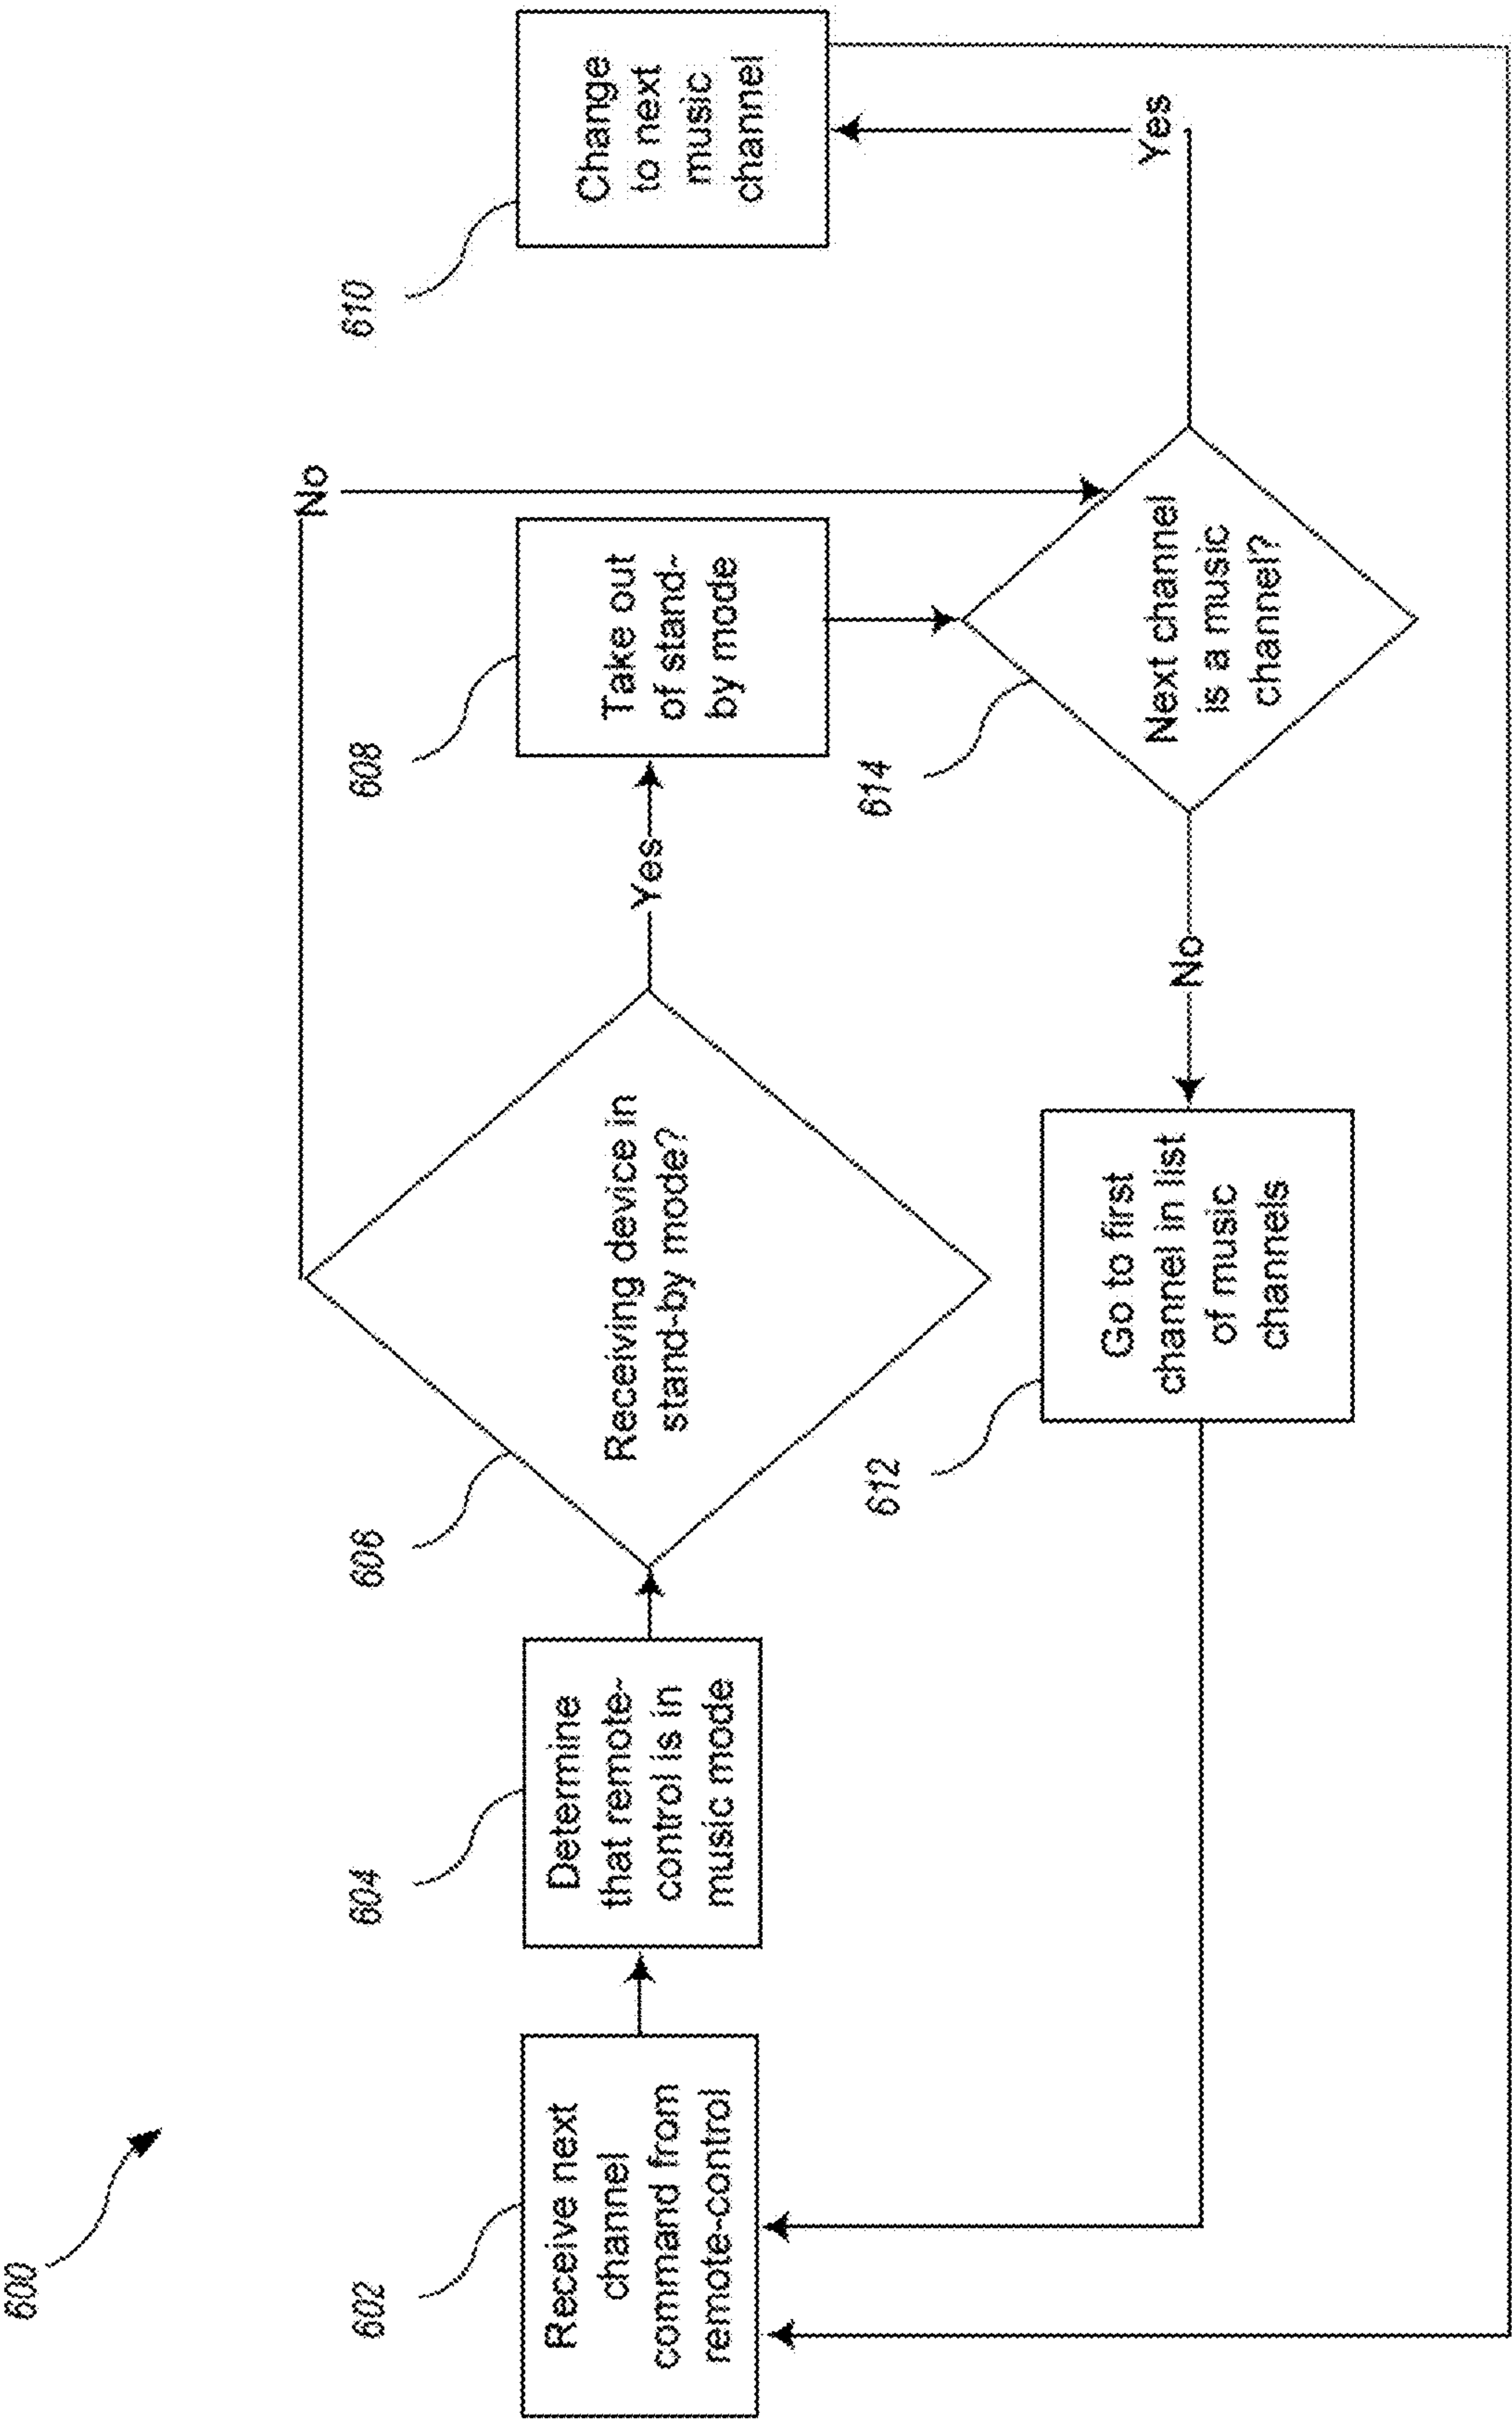 600
602
Receive next
channel
command from
remote-control
604
Determine
that remote-
control is in
music mode
606
Receiving device in
stand-by mode?
Yes
No
608
Take out
of stand-
by mode
610
Change
to next
music
channel
612
Go to first
channel in list
of music
channels
No
614
Next channel
is a music
channel?
Yes